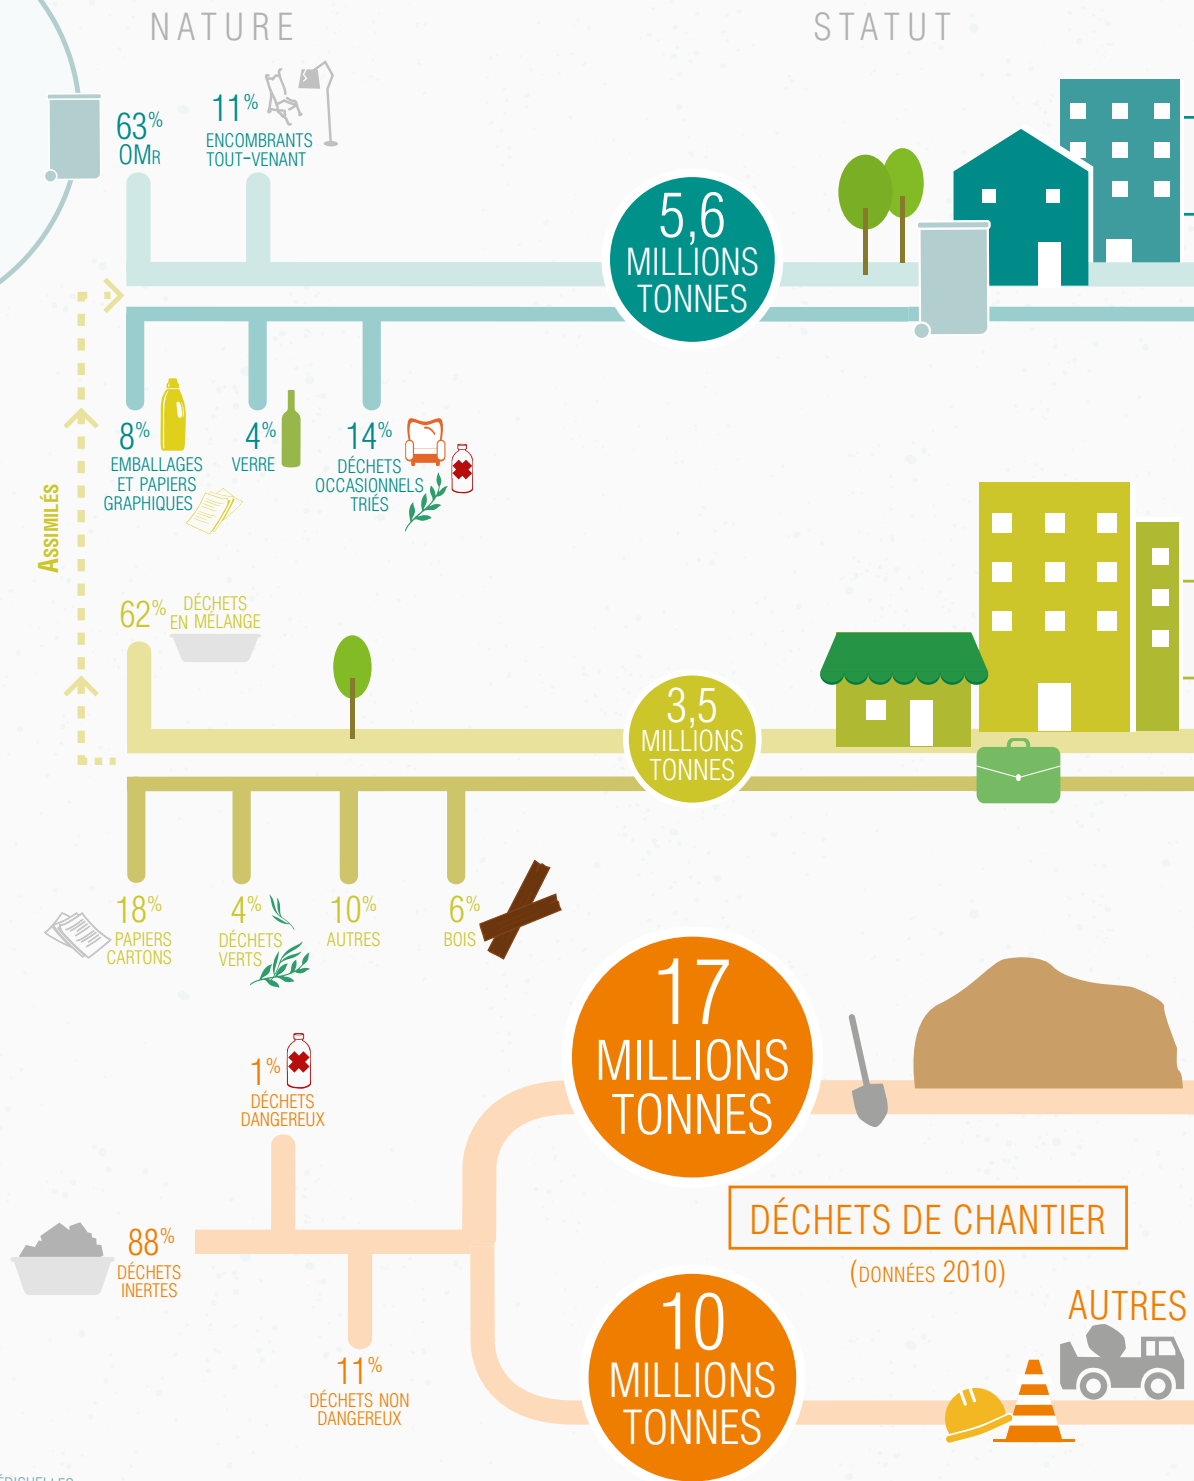 NATURE
STATUT
63%
OMR
11%
ENCOMBRANTS
TOUT-VENANT
5,6
MILLIONS
TONNES
8%
EMBALLAGES
ET PAPIERS
GRAPHIQUES
4%
VERRE
14%
DÉCHETS
OCCASIONNELS
TRIÉS
ASSIMILÉS
62%
DÉCHETS
EN MÉLANGE
3,5
MILLIONS
TONNES
18%
PAPIERS
CARTONS
4%
DÉCHETS
VERTS
10%
AUTRES
6%
BOIS
17
MILLIONS
TONNES
1%
DÉCHETS
DANGEREUX
88%
DÉCHETS
INERTES
11%
DÉCHETS NON
DANGEREUX
DÉCHETS DE CHANTIER
(DONNÉES 2010)
10
MILLIONS
TONNES
AUTRES